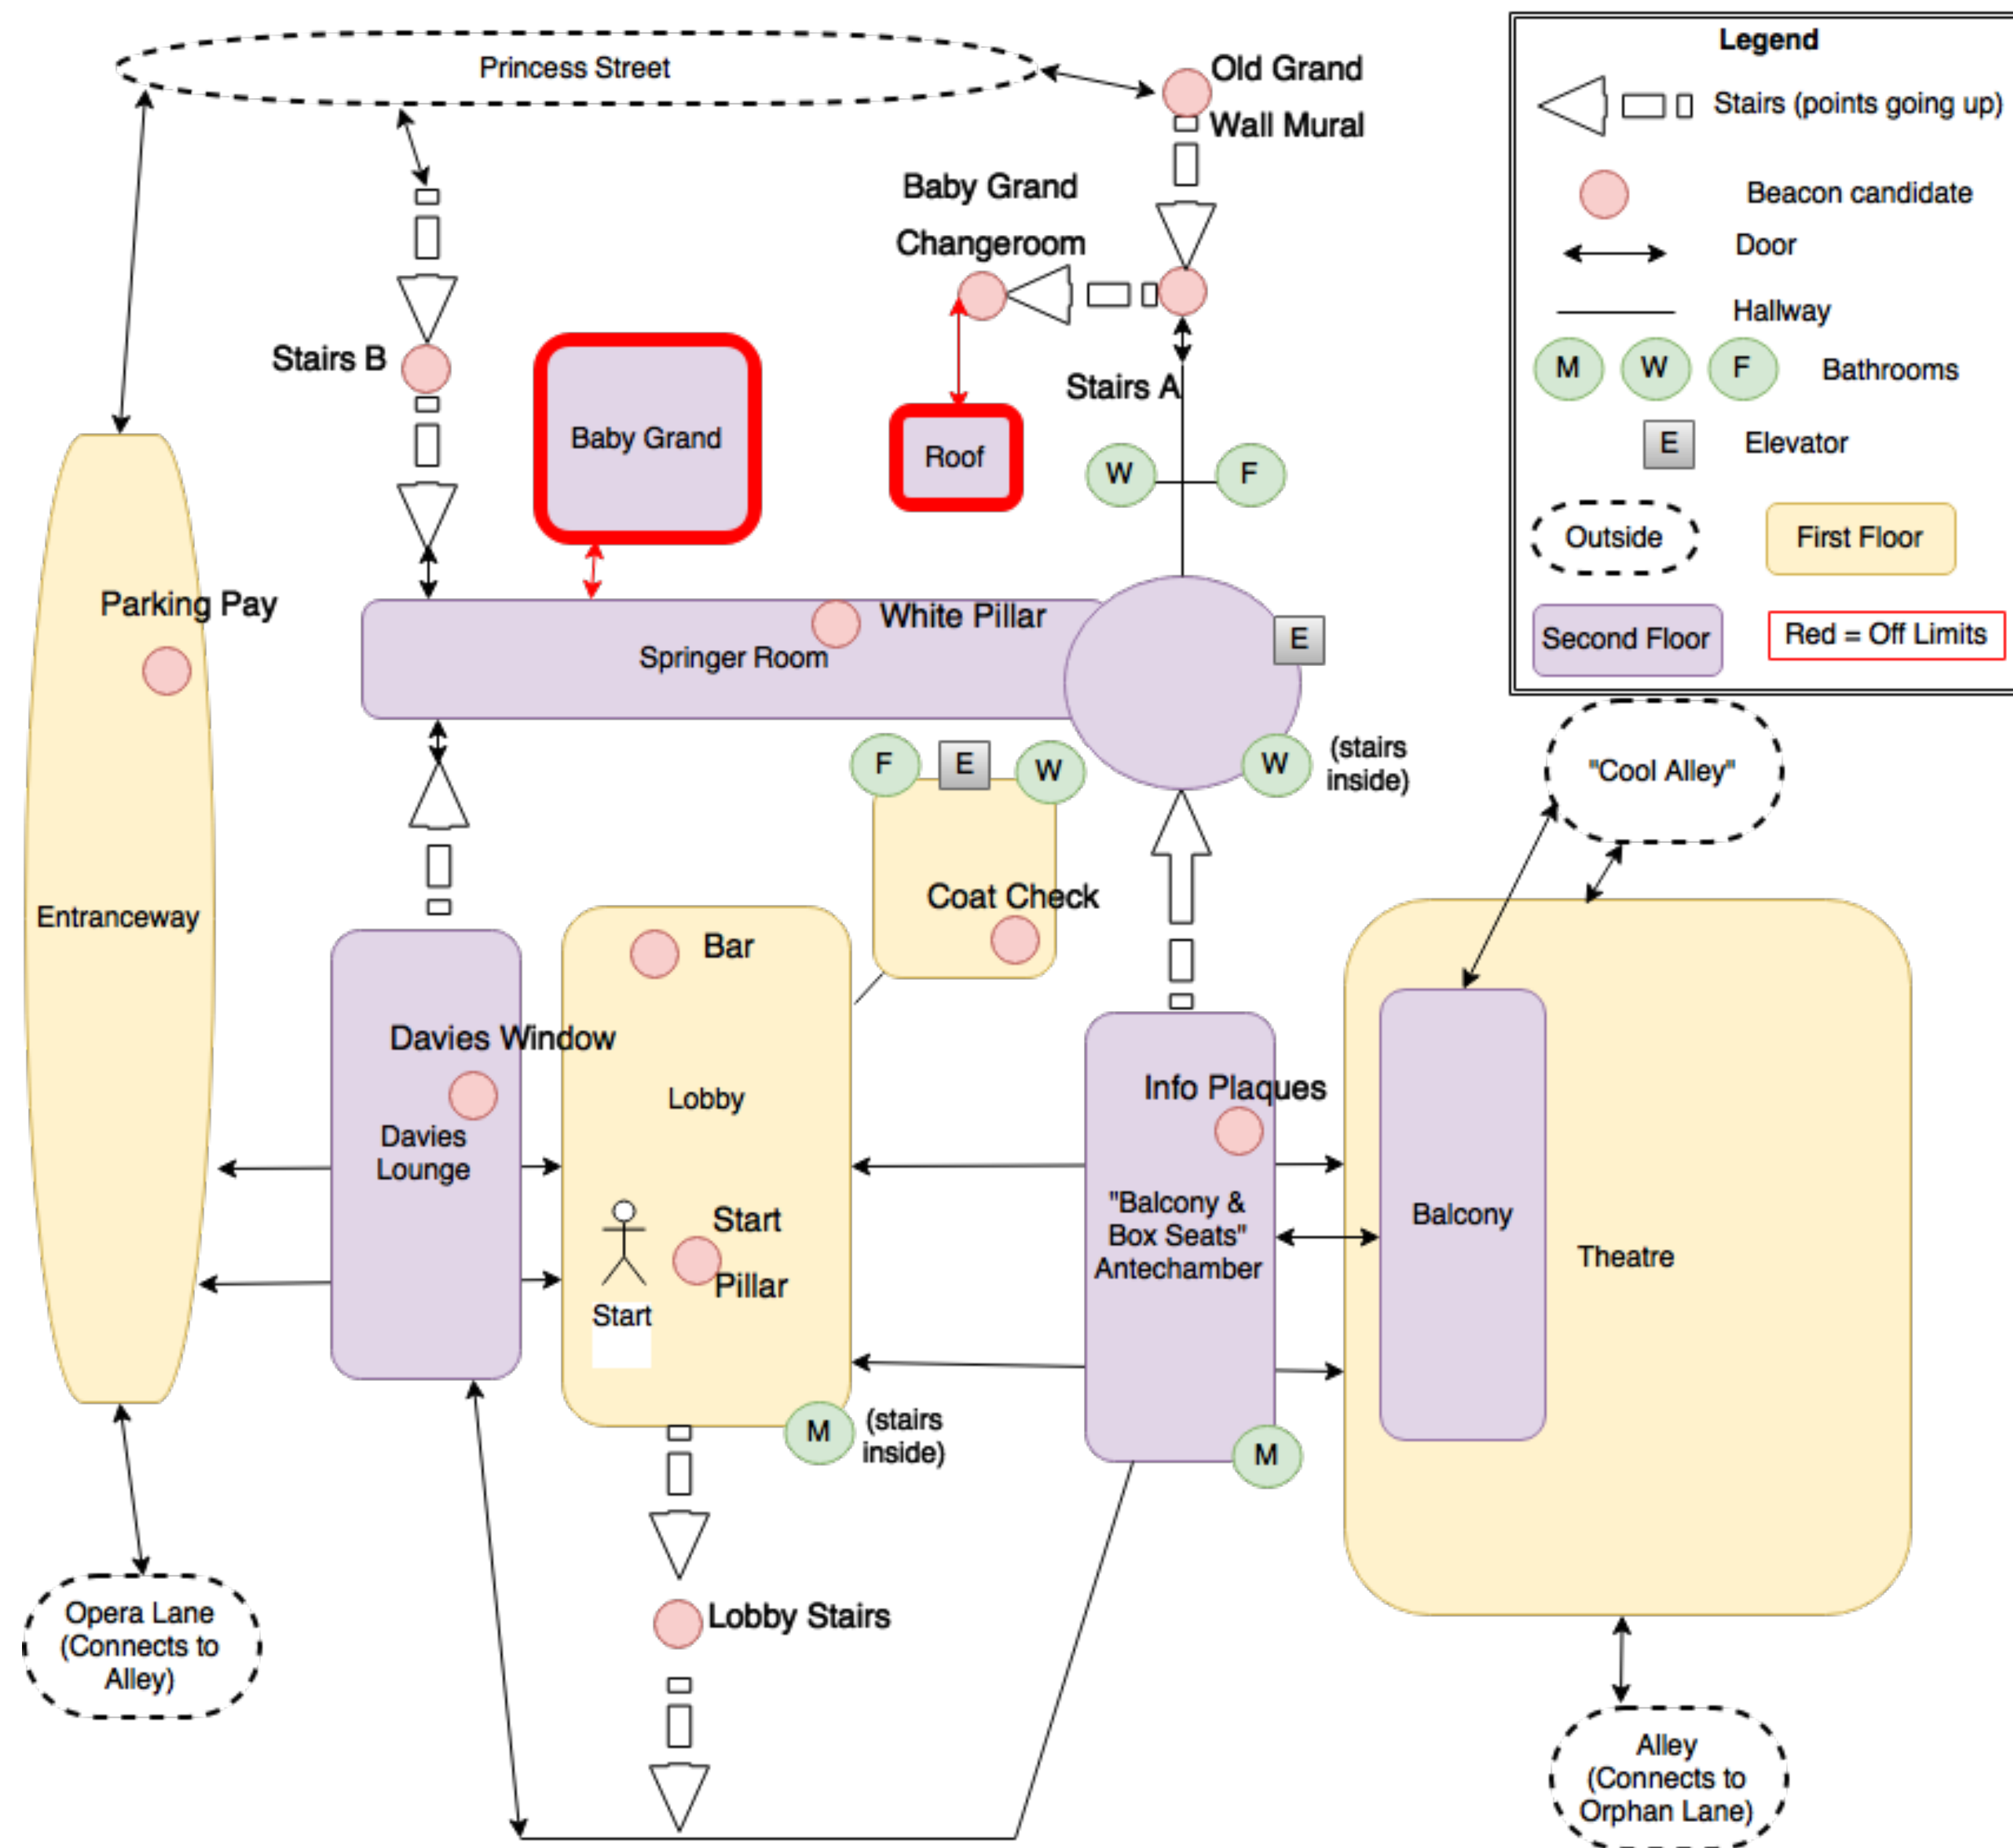 Princess Street
Old Grand
Wall Mural
Baby Grand
Changeroom
Stairs B
Baby Grand
Roof
Stairs A
W
F
Parking Pay
White Pillar
Springer Room
E
F
E
W
W
(stairs
inside)
Entranceway
Coat Check
Bar
Davies Window
Lobby
Davies
Lounge
Info Plaques
"Balcony &
Box Seats"
Antechamber
Balcony
Theatre
Start
Pillar
Start
M
(stairs
inside)
M
Lobby Stairs
Opera Lane
(Connects to
Alley)
"Cool Alley"
Alley
(Connects to
Orphan Lane)
Legend
Stairs (points going up)
Beacon candidate
Door
Hallway
M
W
F
Bathrooms
E
Elevator
Outside
First Floor
Second Floor
Red = Off Limits